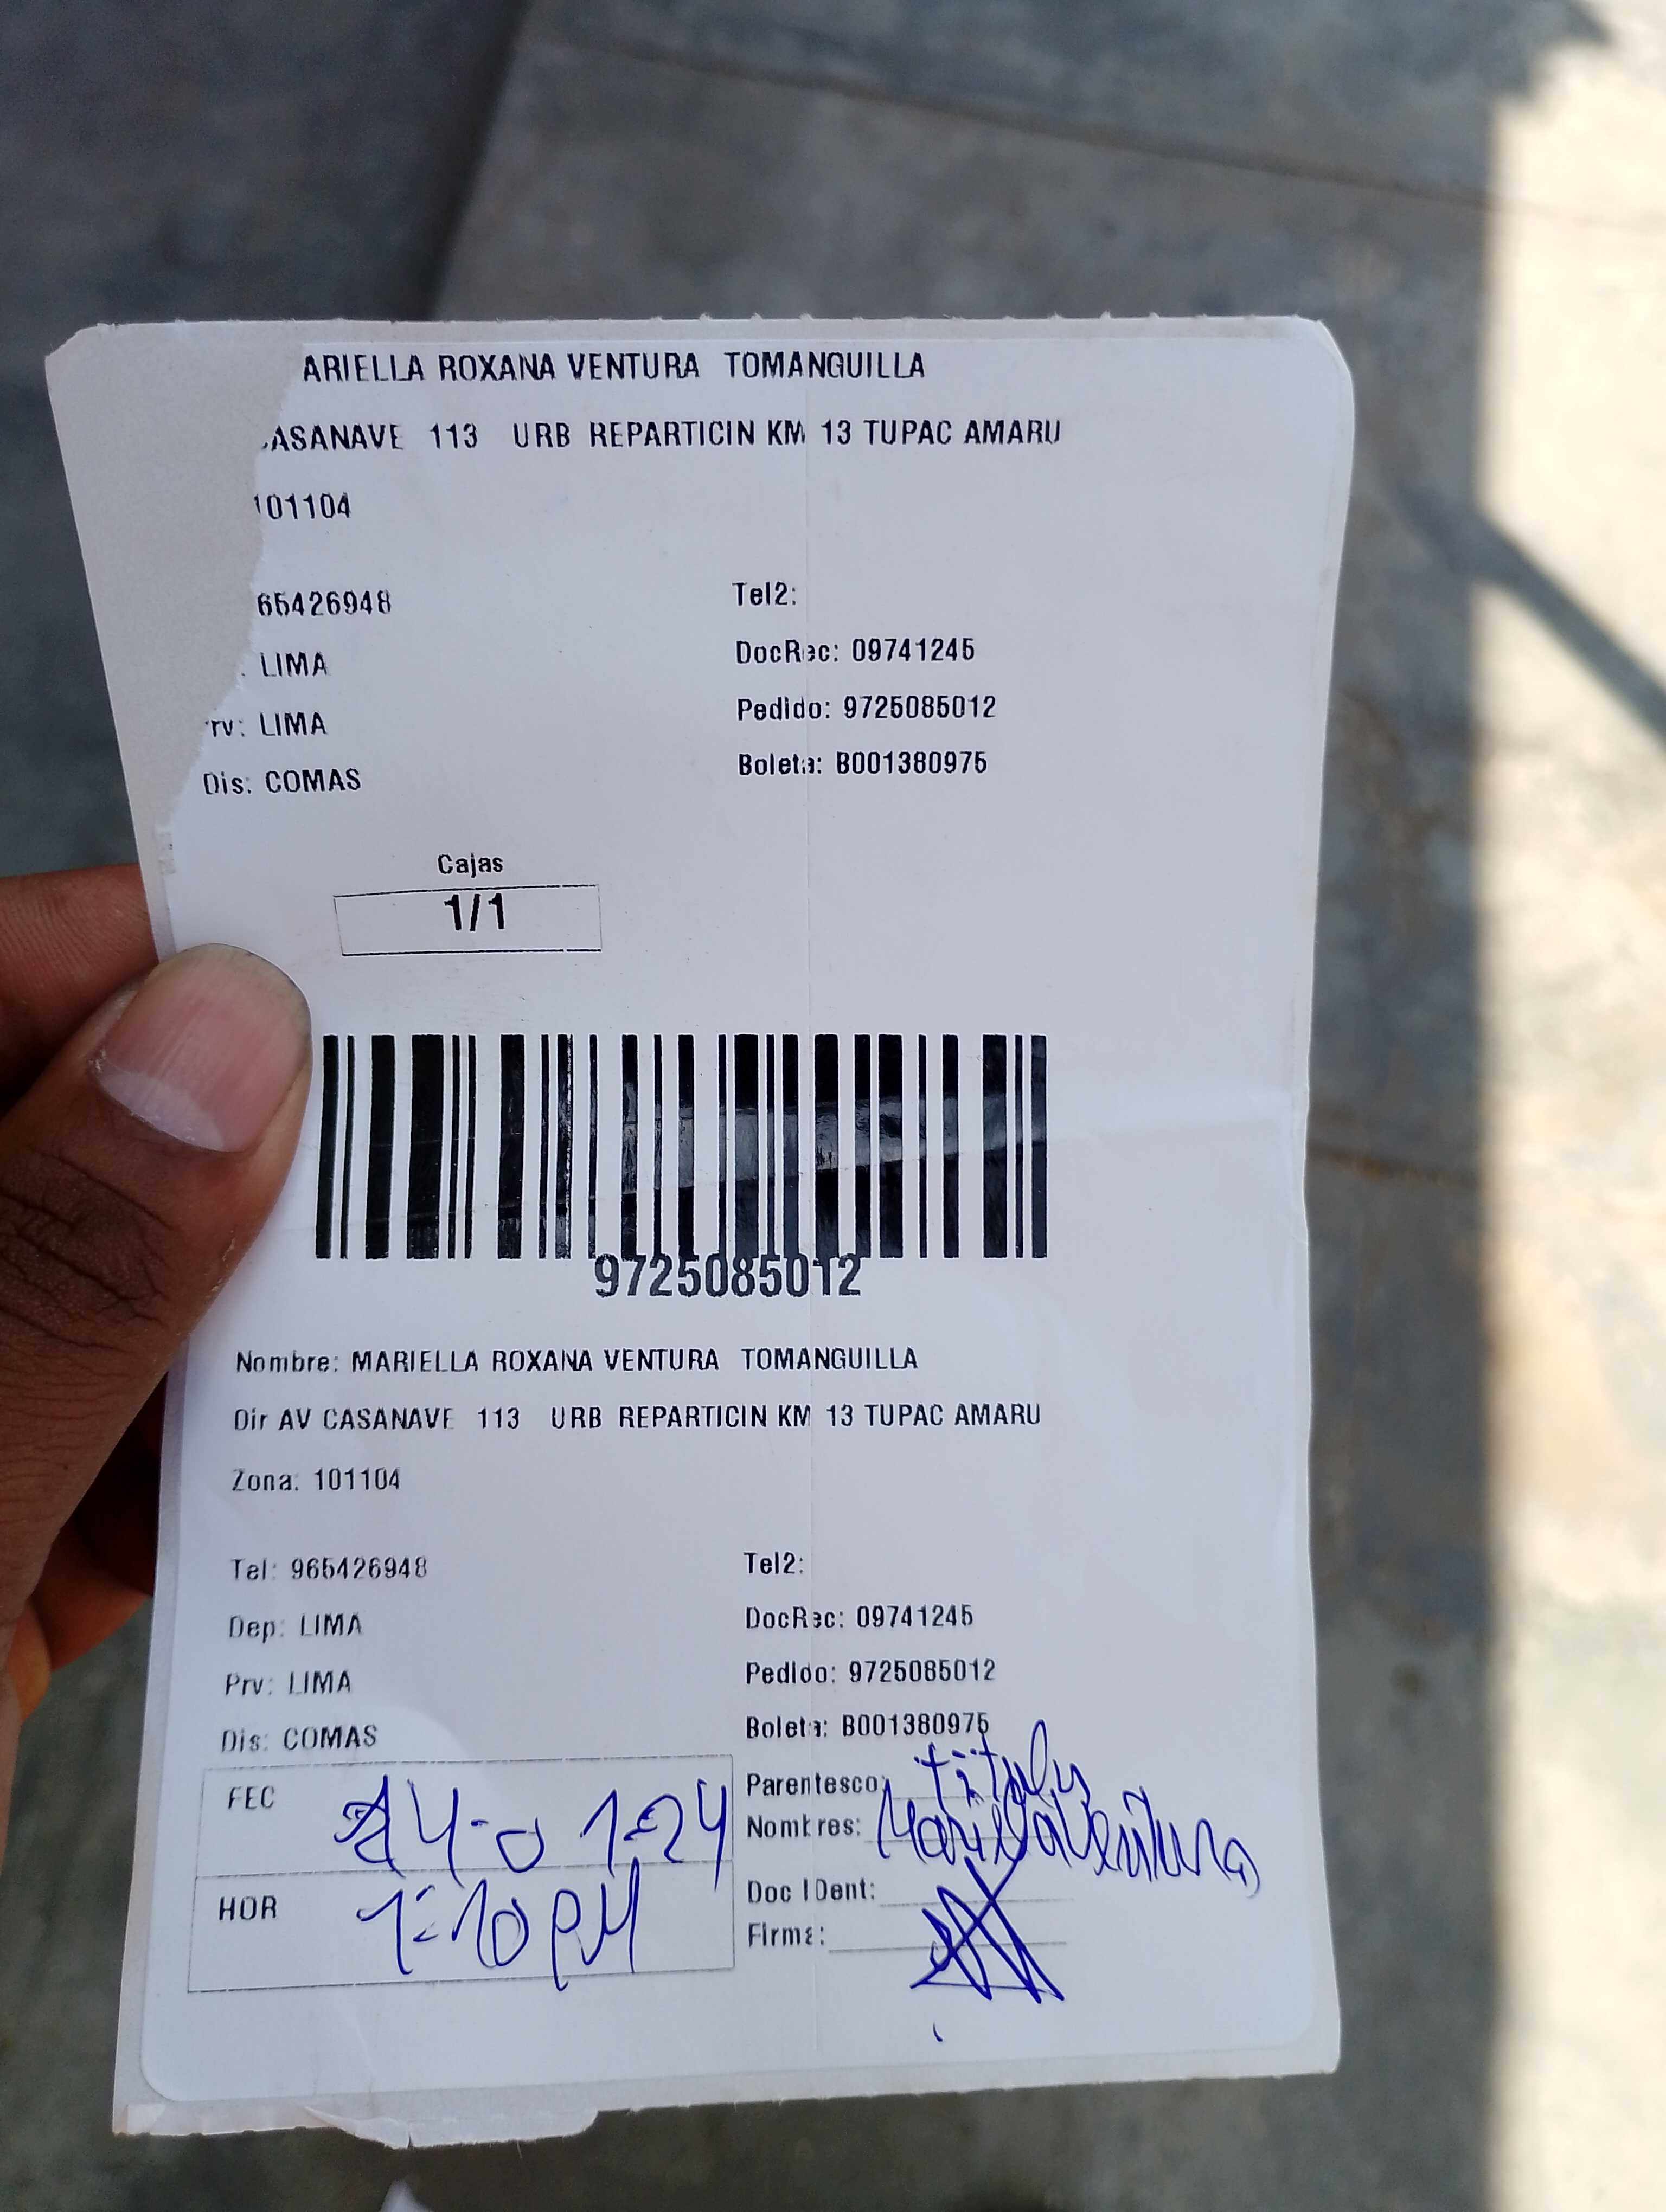 ARIELLA ROXANA VENTURA TOMANGUILLA
CASANAVE 113 URB REPARTICIN KM 13 TUPAC AMARU
101104
65426948 Tel2:
. LIMA DocRec: 09741245
rv: LIMA Pedido: 9725085012
Dis: COMAS Boleta: B001380975
Cajas
1/1
9725085012
Nombre: MARIELLA ROXANA VENTURA TOMANGUILLA
Dir AV CASANAVE 113 URB REPARTICIN KM 13 TUPAC AMARU
Zona: 101104
Tel: 965426948 Tel2:
Dep: LIMA DocRec: 09741245
Prv: LIMA Pedido: 9725085012
Dis: COMAS Boleta: B001380975
FEC 24-01-24 Parentesco:
Nombres: Mariella Ventura
HOR 1:10 PM Doc IDent:
Firma: